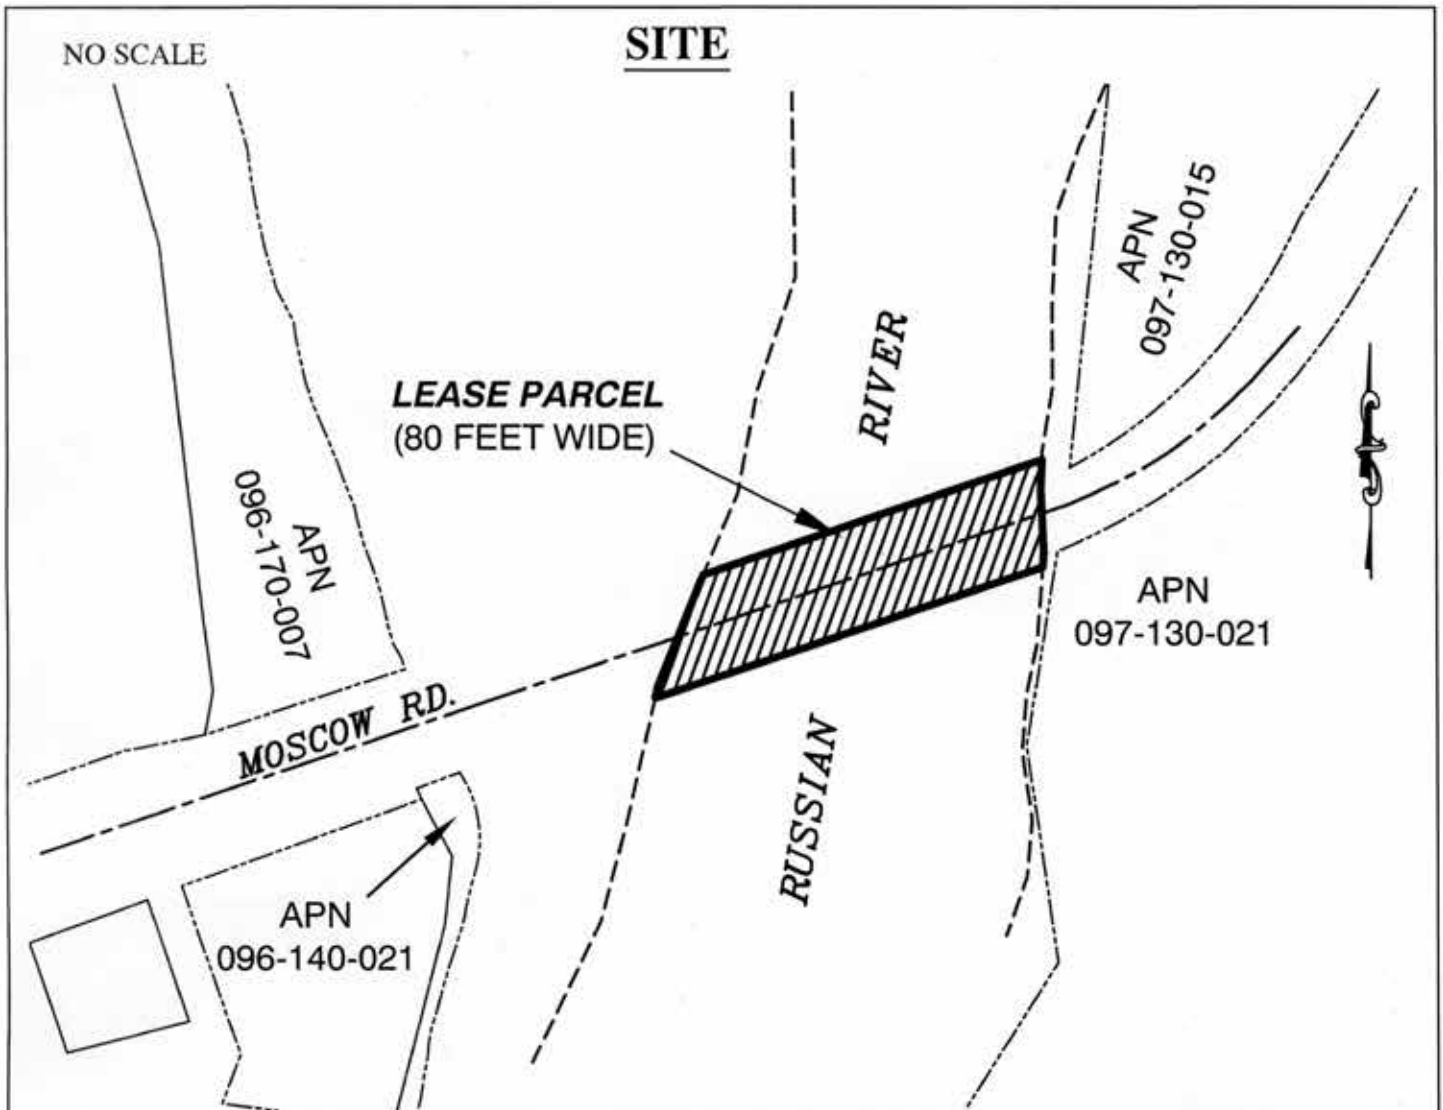 NO SCALE
SITE
APN
097-130-015
RIVER
LEASE PARCEL
(80 FEET WIDE)
APN
096-170-007
APN
097-130-021
MOSCOW RD.
RUSSIAN
APN
096-140-021